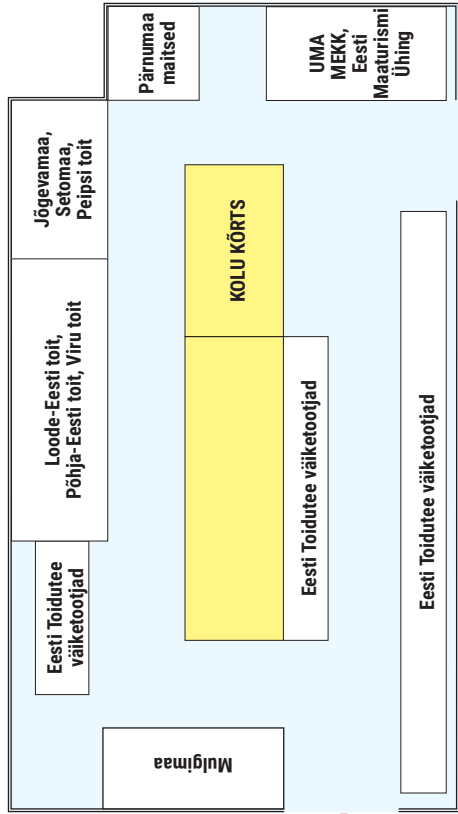 Pärnumaa
maitsed
UMA
MEKK,
Eesti
Maaturismi
Ühing
Jõgevamaa,
Setomaa,
Peipsi toit
KOLU KÕRTS
Loode-Eesti toit,
Põhja-Eesti toit, Viru toit
Eesti Toidutee väiketootjad
Eesti Toidutee väiketootjad
Eesti Toidutee
väiketootjad
Mulgimaa